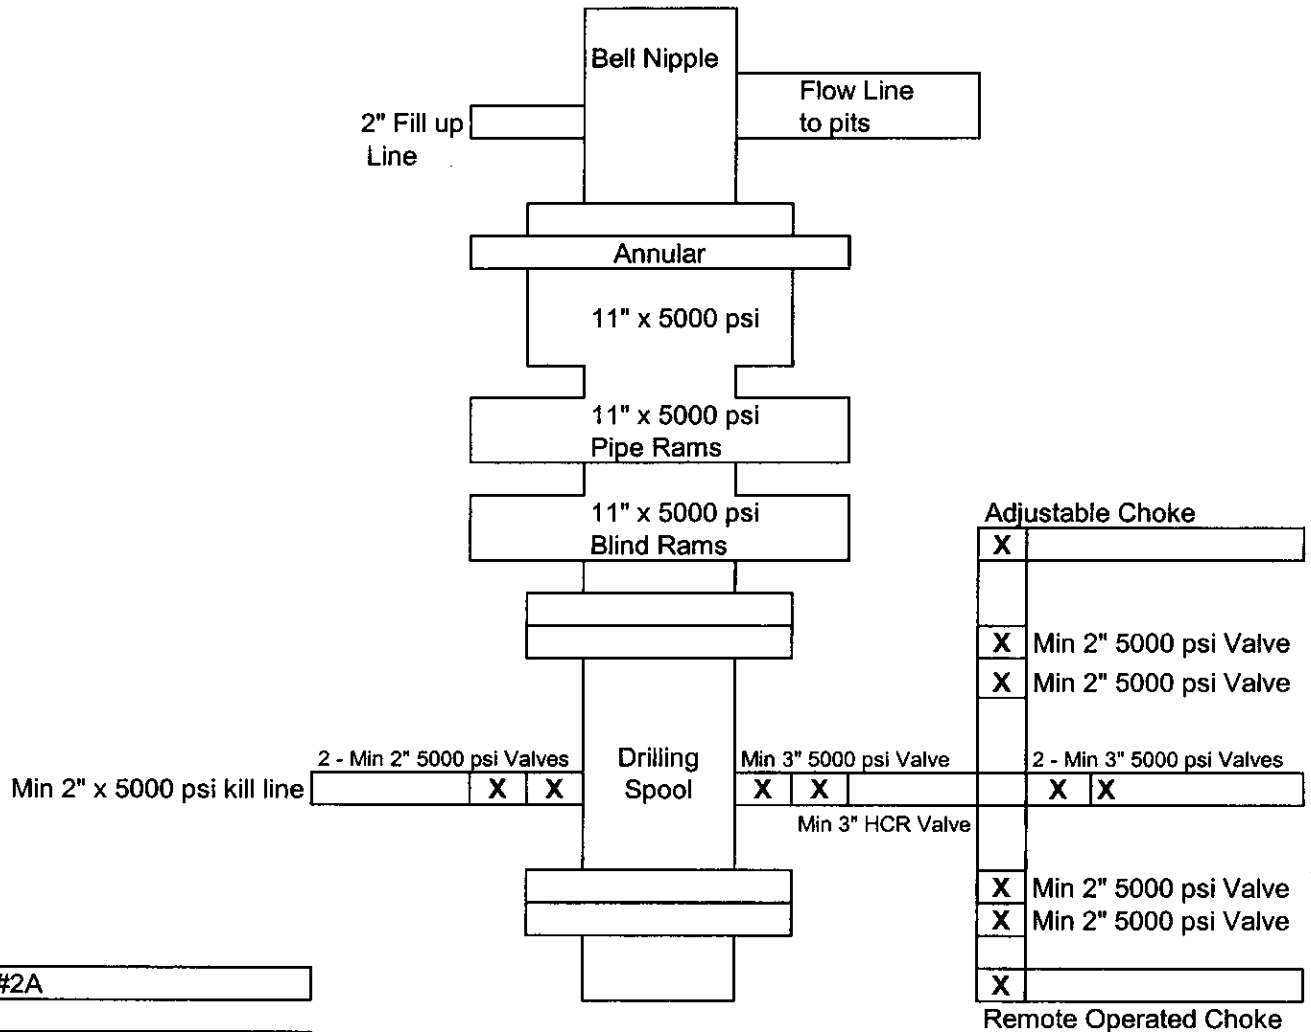 Bell Nipple
Flow Line
to pits
2" Fill up
Line
Annular
11" x 5000 psi
11" x 5000 psi
Pipe Rams
11" x 5000 psi
Blind Rams
Adjustable Choke
X
X Min 2" 5000 psi Valve
X Min 2" 5000 psi Valve
2 - Min 2" 5000 psi Valves
Drilling
Spool
Min 3" 5000 psi Valve
2 - Min 3" 5000 psi Valves
Min 2" x 5000 psi kill line
X X
X X
X X
Min 3" HCR Valve
X Min 2" 5000 psi Valve
X Min 2" 5000 psi Valve
#2A
X
Remote Operated Choke